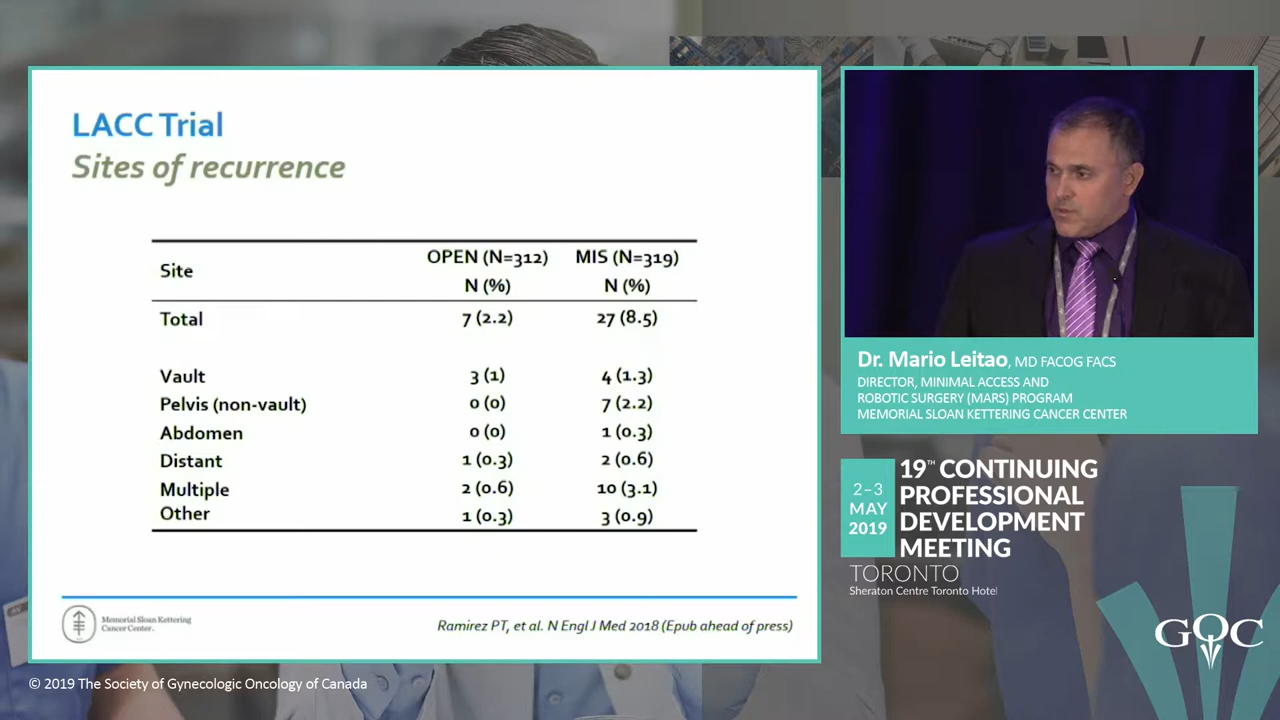 LACC Trial
Sites of recurrence
Site OPEN (N=312) MIS (N=319)
N (%) N (%)
Total 7 (2.2) 27 (8.5)
Vault 3 (1) 4 (1.3)
Pelvis (non-vault) 0 (0) 7 (2.2)
Abdomen 0 (0) 1 (0.3)
Distant 1 (0.3) 2 (0.6)
Multiple 2 (0.6) 10 (3.1)
Other 1 (0.3) 3 (0.9)
Memorial Sloan Kettering
Cancer Center.
Ramirez PT, et al. N Engl J Med 2018 (Epub ahead of press)
Dr. Mario Leitao, MD FACOG FACS
DIRECTOR, MINIMAL ACCESS AND
ROBOTIC SURGERY (MARS) PROGRAM
MEMORIAL SLOAN KETTERING CANCER CENTER
2–3
MAY
2019
19TH CONTINUING
PROFESSIONAL
DEVELOPMENT
MEETING
TORONTO
Sheraton Centre Toronto Hotel
GOC
© 2019 The Society of Gynecologic Oncology of Canada